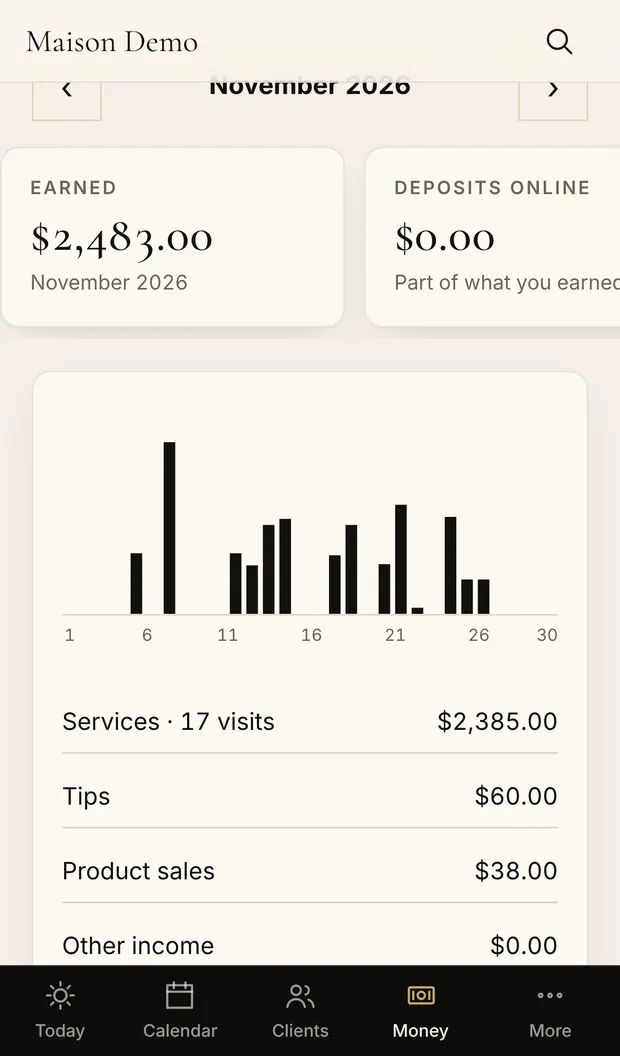 Maison Demo
‹ November 2026 ›
EARNED
$2,483.00
November 2026
DEPOSITS ONLINE
$0.00
Part of what you earned
1 6 11 16 21 26 30
Services · 17 visits $2,385.00
Tips $60.00
Product sales $38.00
Other income $0.00
Today Calendar Clients Money More